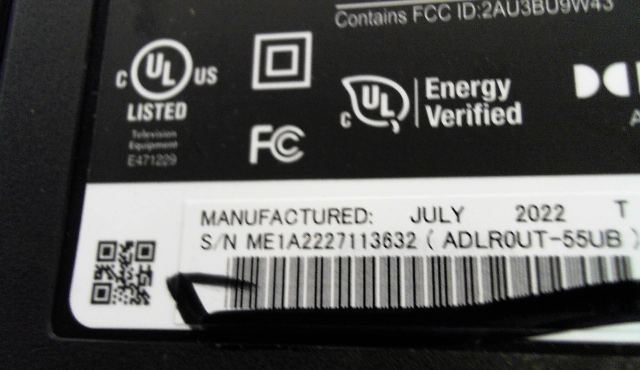 Contains FCC ID:2AU3BU9W43
C UL US
LISTED
Television
Equipment
E471229
FC
C UL
Energy
Verified
MANUFACTURED: JULY 2022 T
S/N ME1A2227113632 ( ADLR0UT-55UB )